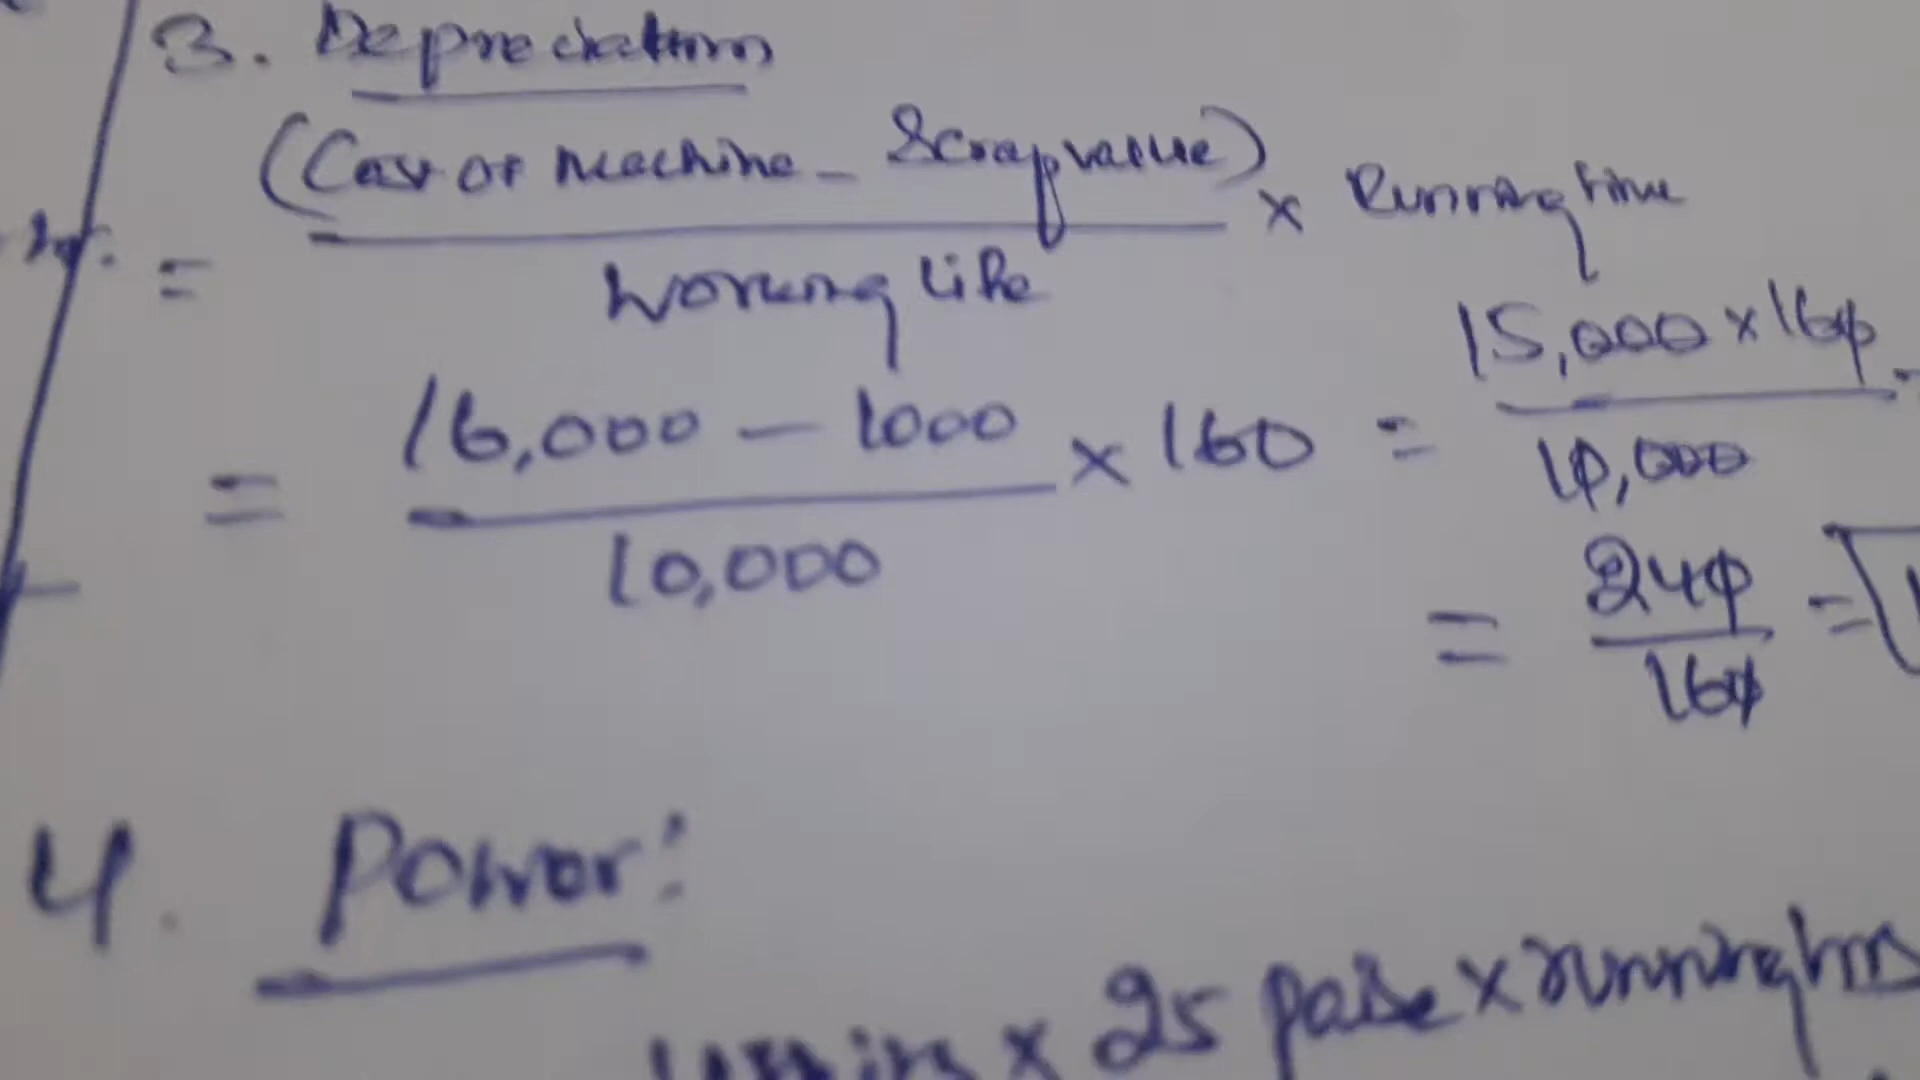 3. Depreciation
(Cost of Machine - Scrap value) × Running time
= Working life
= 16,000 - 1000 × 160 = 15,000 × 160
10,000 10,000
= 240 =
160
4. Power:
units × 25 paise × running hrs